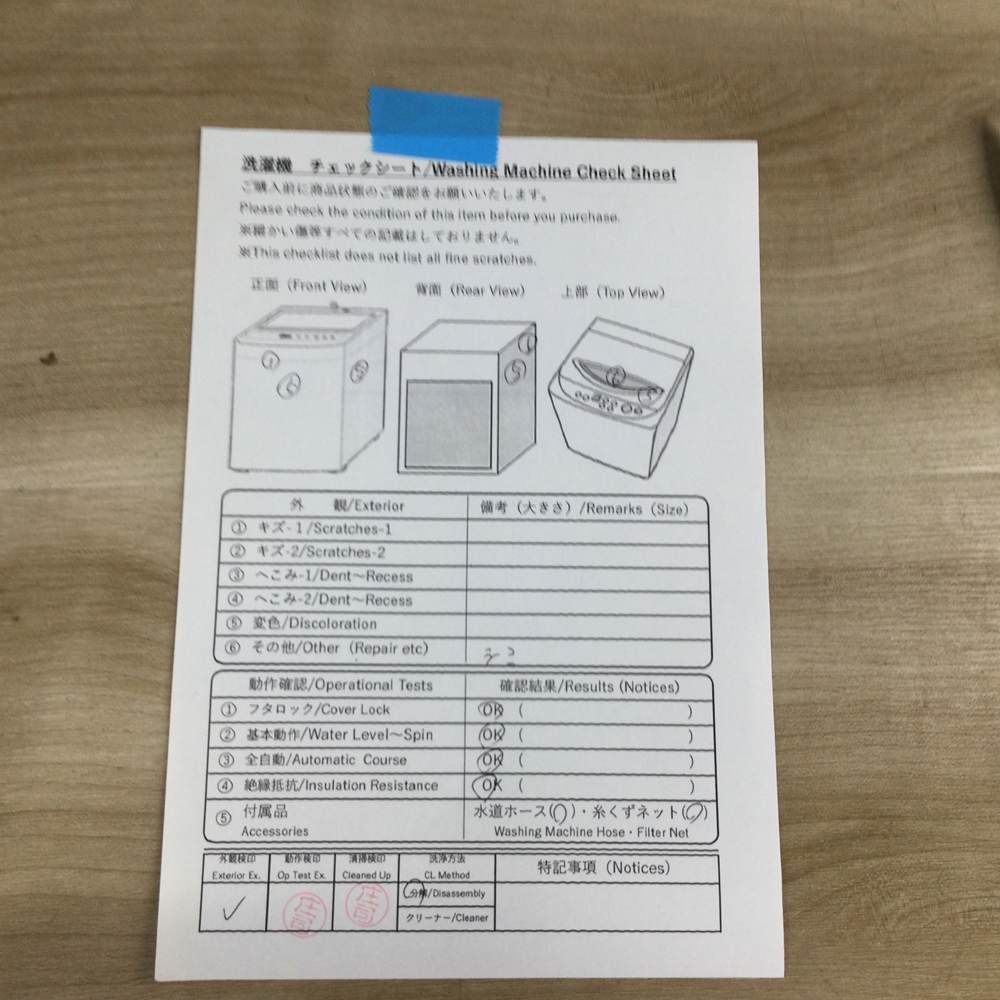 洗濯機 チェックシート/Washing Machine Check Sheet
ご購入前に商品状態のご確認をお願いいたします。
Please check the condition of this item before you purchase.
※細かい傷等すべての記載はしておりません。
※This checklist does not list all fine scratches.
正面（Front View） 背面（Rear View） 上部（Top View）
① ⑥ ⑤ ① ⑤ ⑤
外 観/Exterior 備考（大きさ）/Remarks（Size）
① キズ-1/Scratches-1
② キズ-2/Scratches-2
③ へこみ-1/Dent～Recess
④ へこみ-2/Dent～Recess
⑤ 変色/Discoloration
⑥ その他/Other（Repair etc）
動作確認/Operational Tests 確認結果/Results (Notices)
① フタロック/Cover Lock OK ( )
② 基本動作/Water Level～Spin OK ( )
③ 全自動/Automatic Course OK ( )
④ 絶縁抵抗/Insulation Resistance OK ( )
⑤ 付属品 水道ホース(○)・糸くずネット(○)
Accessories Washing Machine Hose・Filter Net
外観検印 動作検印 清掃検印 洗浄方法 特記事項（Notices）
Exterior Ex. Op Test Ex. Cleaned Up CL Method
✓ 分解/Disassembly
クリーナー/Cleaner